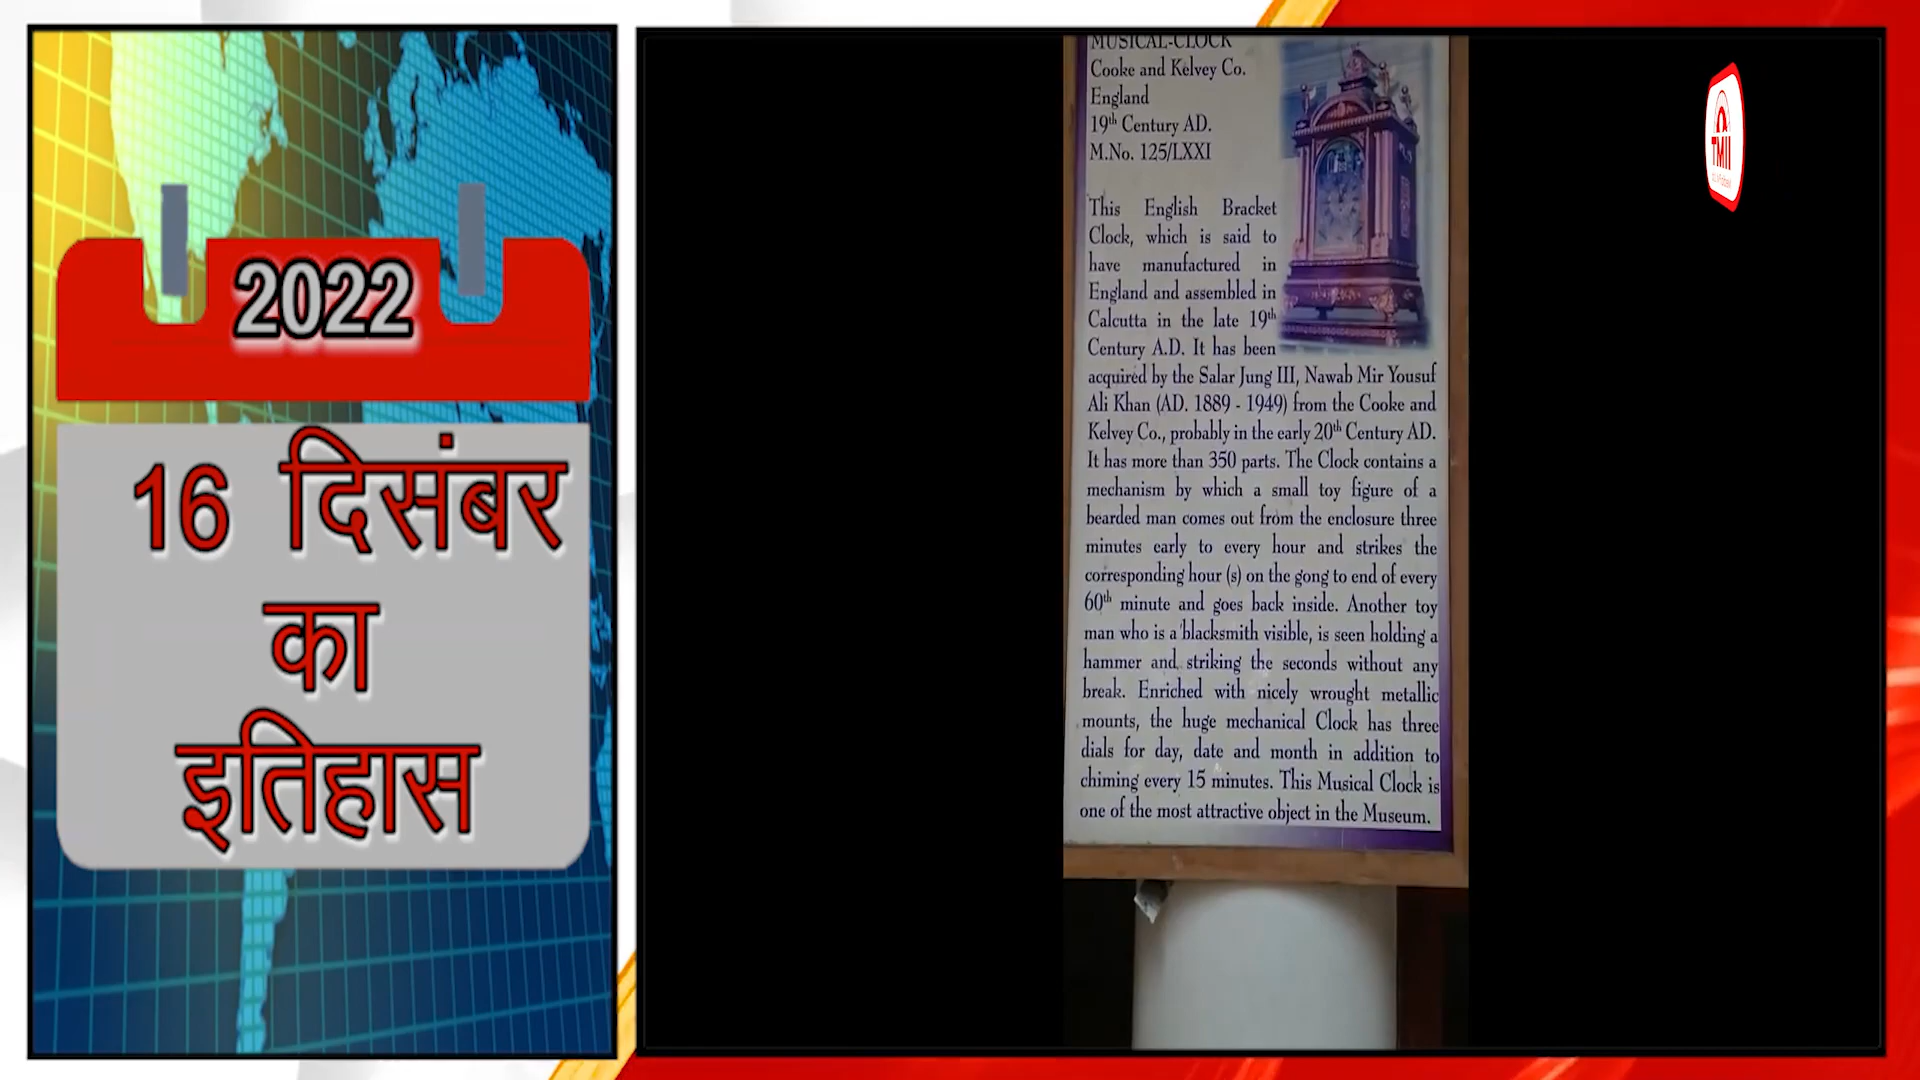 2022
16 दिसंबर
का
इतिहास
MUSICAL-CLOCK
Cooke and Kelvey Co.
England
19th Century AD.
M.No. 125/LXXI
This English Bracket
Clock, which is said to
have manufactured in
England and assembled in
Calcutta in the late 19th
Century A.D. It has been
acquired by the Salar Jung III, Nawab Mir Yousuf
Ali Khan (AD. 1889 - 1949) from the Cooke and
Kelvey Co., probably in the early 20th Century AD.
It has more than 350 parts. The Clock contains a
mechanism by which a small toy figure of a
bearded man comes out from the enclosure three
minutes early to every hour and strikes the
corresponding hour (s) on the gong to end of every
60th minute and goes back inside. Another toy
man who is a blacksmith visible, is seen holding a
hammer and striking the seconds without any
break. Enriched with nicely wrought metallic
mounts, the huge mechanical Clock has three
dials for day, date and month in addition to
chiming every 15 minutes. This Musical Clock is
one of the most attractive object in the Museum.
TMII